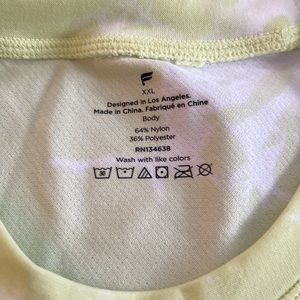 XXL
Designed in Los Angeles.
Made in China. Fabriqué en Chine
Body
64% Nylon
36% Polyester
RN134638
Wash with like colors